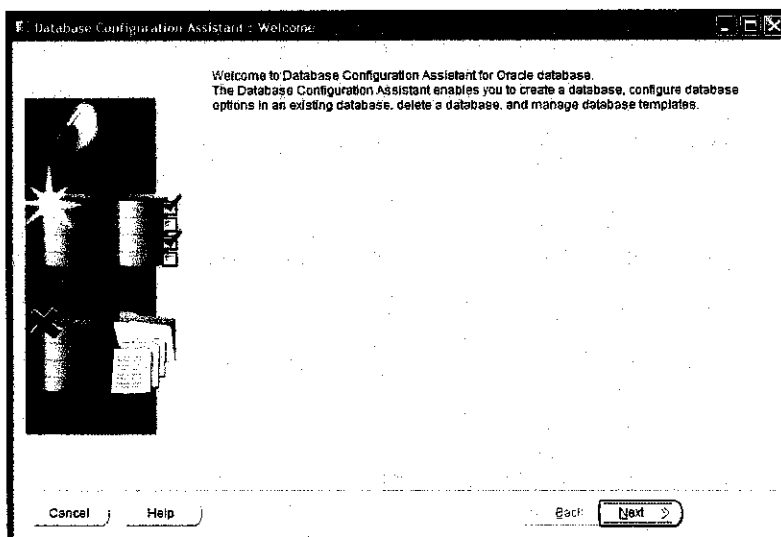 Database Configuration Assistant : Welcome
Welcome to Database Configuration Assistant for Oracle database.
The Database Configuration Assistant enables you to create a database, configure database
options in an existing database, delete a database, and manage database templates.
Cancel Help Back Next